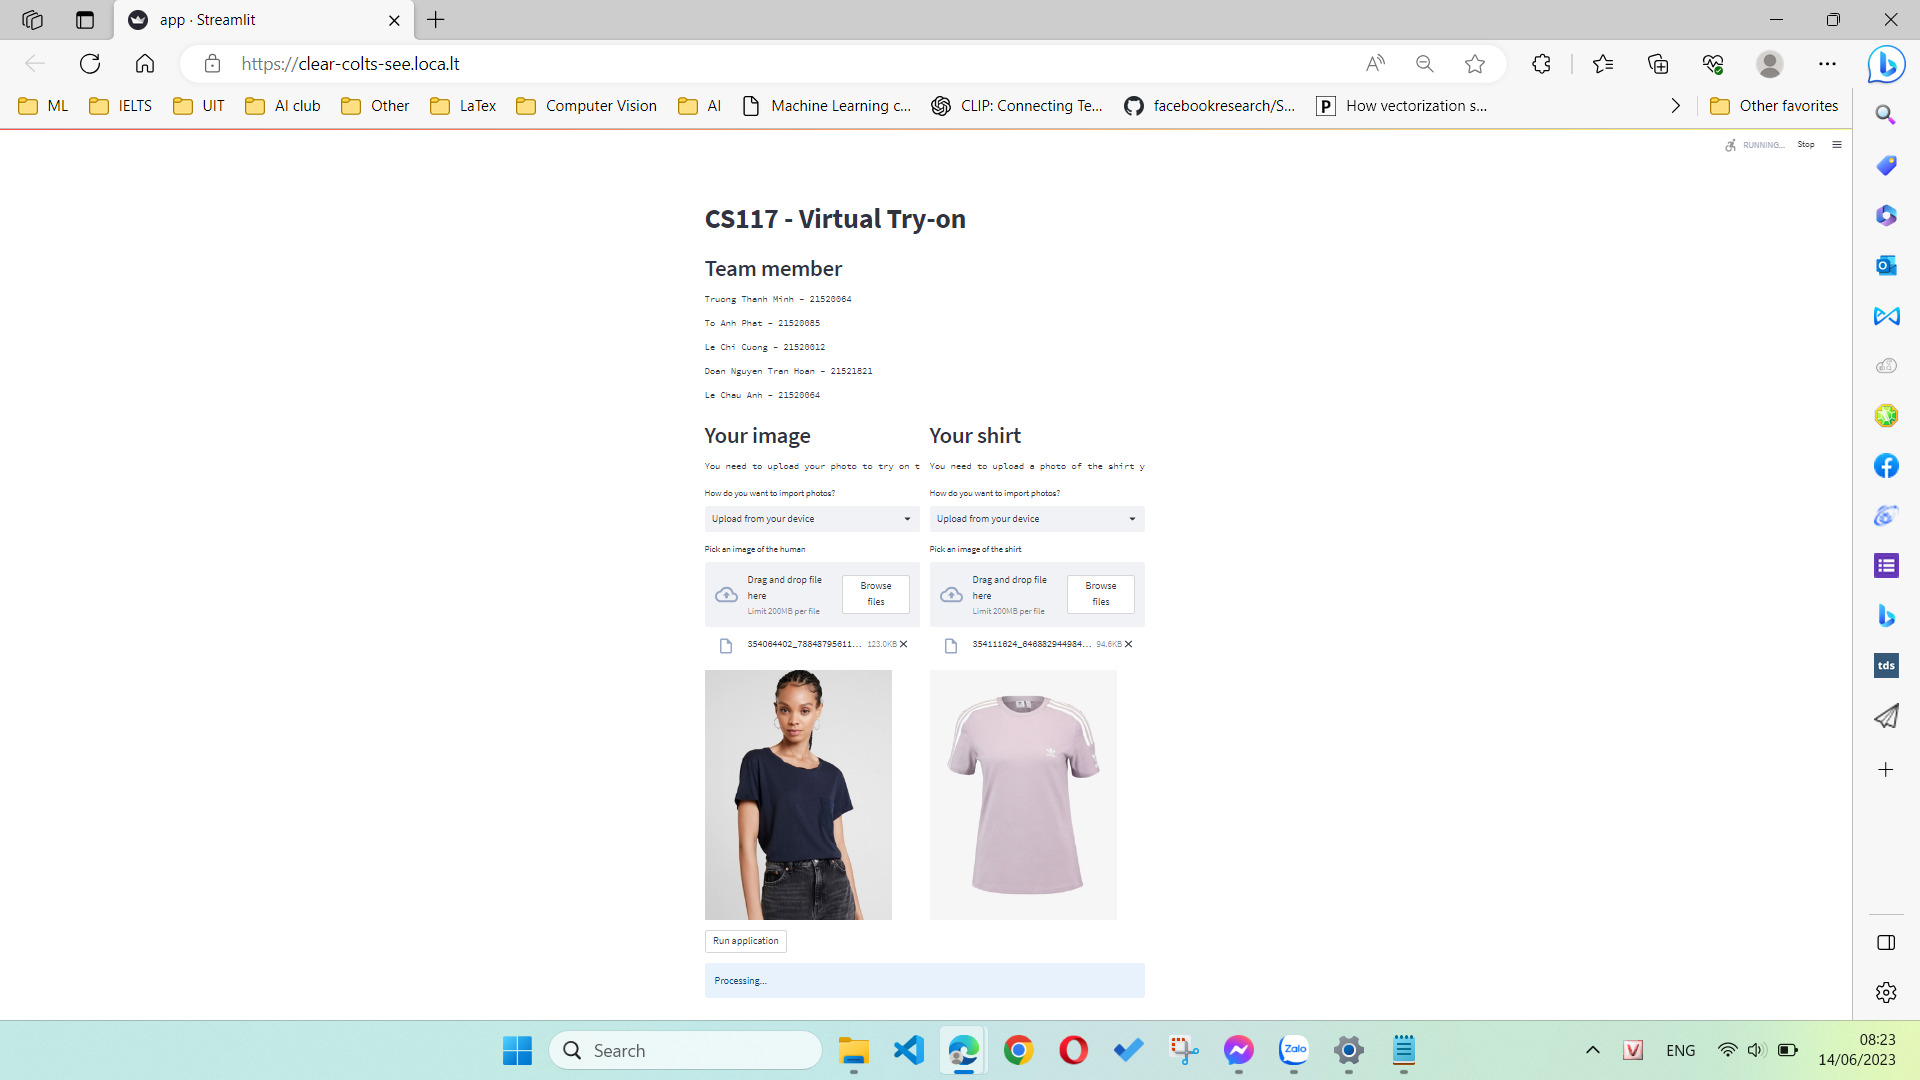 app · Streamlit
https://clear-colts-see.loca.lt
ML
IELTS
UIT
AI club
Other
LaTex
Computer Vision
AI
Machine Learning c...
CLIP: Connecting Te...
facebookresearch/S...
P
How vectorization s...
Other favorites
RUNNING...
Stop
CS117 - Virtual Try-on
Team member
Truong Thanh Minh - 21520064
To Anh Phat - 21520085
Le Chi Cuong - 21520012
Doan Nguyen Tran Hoan - 21521821
Le Chau Anh - 21520064
Your image
You need to upload your photo to try on t
How do you want to import photos?
Upload from your device
Pick an image of the human
Drag and drop file
here
Limit 200MB per file
Browse
files
354064402_78848795611...
123.0KB
Your shirt
You need to upload a photo of the shirt y
How do you want to import photos?
Upload from your device
Pick an image of the shirt
Drag and drop file
here
Limit 200MB per file
Browse
files
354111624_646882944984...
94.6KB
Run application
Processing...
tds
Search
Zalo
V
ENG
08:23
14/06/2023